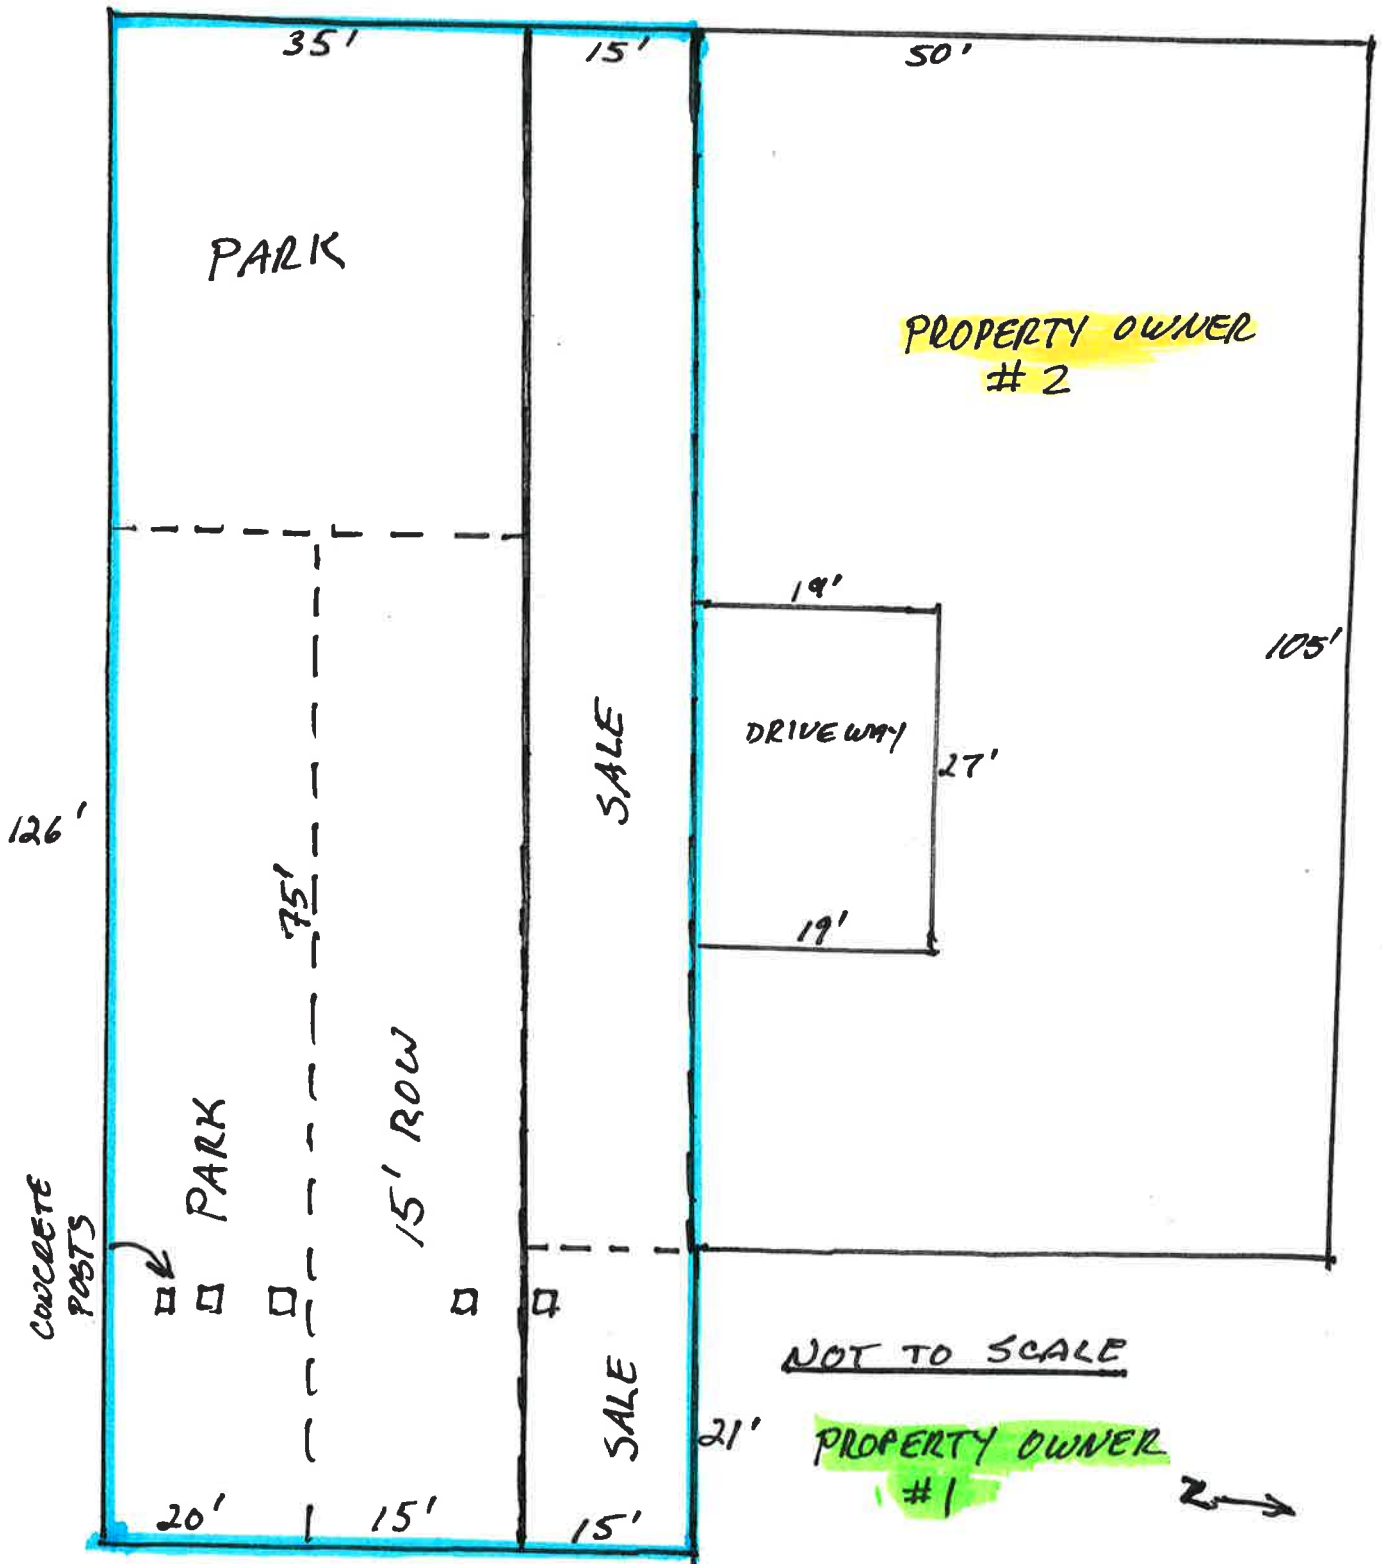 35'
15'
50'
PARK
PROPERTY OWNER
# 2
19'
105'
SALE
DRIVEWAY
27'
126'
75'
19'
15' ROW
PARK
CONCRETE
POSTS
NOT TO SCALE
SALE
21'
PROPERTY OWNER
#1
Z
20'
15'
15'